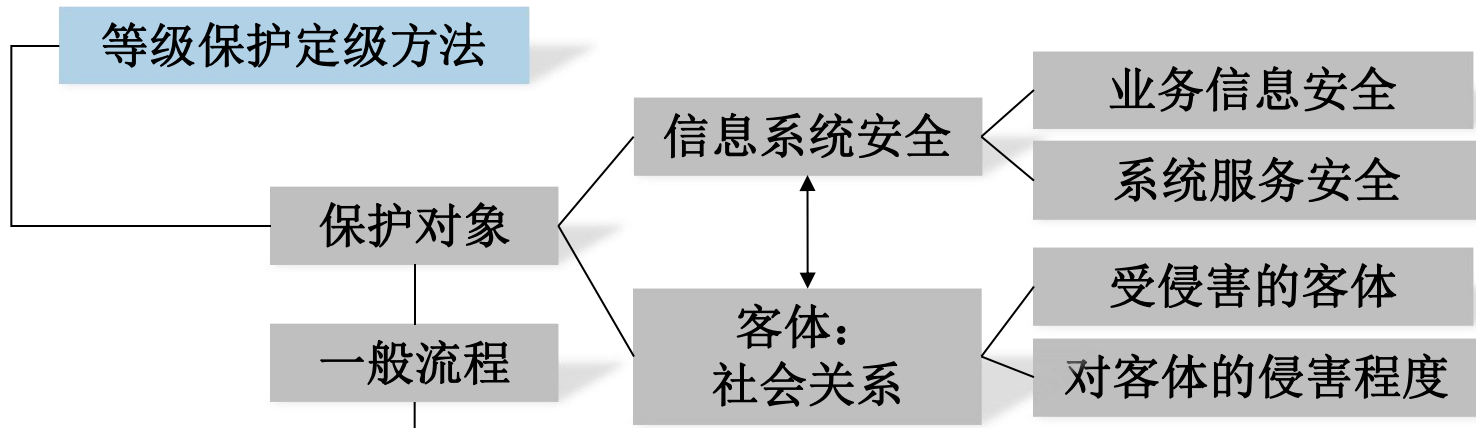 等级保护定级方法
业务信息安全
信息系统安全
系统服务安全
保护对象
受侵害的客体
客体：
社会关系
一般流程
对客体的侵害程度